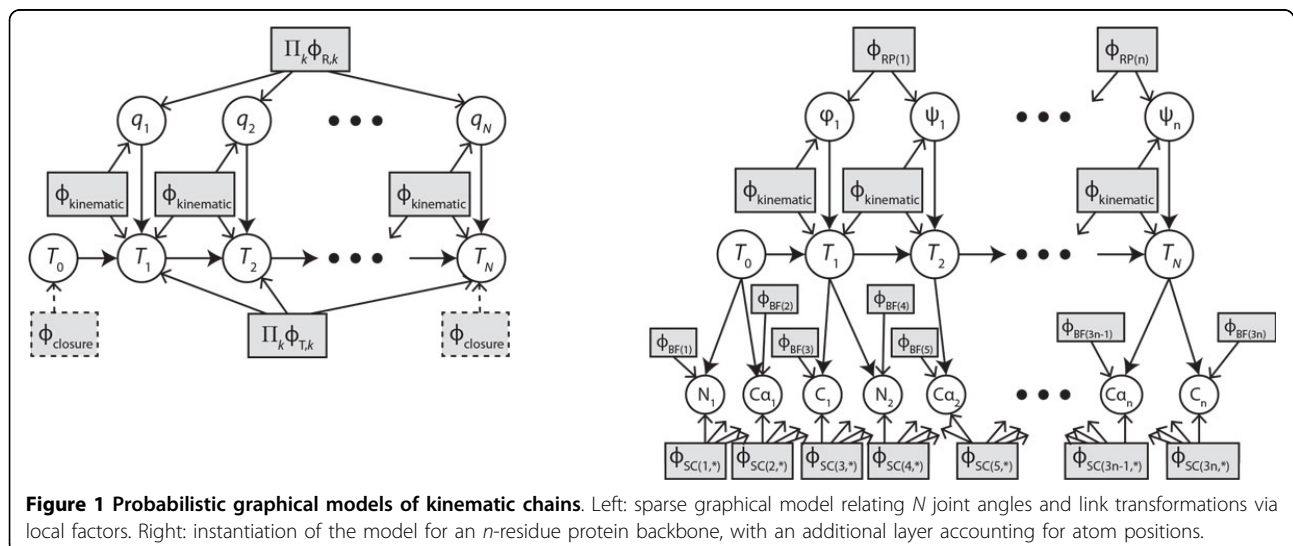 Π_kϕ_R,k ϕ_RP(1) ϕ_RP(n)
q_1 q_2 ••• q_N φ_1 ψ_1 ••• ψ_n
ϕ_kinematic ϕ_kinematic ϕ_kinematic ϕ_kinematic ϕ_kinematic ϕ_kinematic
T_0 T_1 T_2 ••• T_N T_0 T_1 T_2 ••• T_N
ϕ_closure Π_kϕ_T,k ϕ_closure ϕ_BF(2) ϕ_BF(4)
ϕ_BF(1) ϕ_BF(3) ϕ_BF(5) ϕ_BF(3n-1) ϕ_BF(3n)
N_1 Cα_1 C_1 N_2 Cα_2 ••• Cα_n C_n
ϕ_SC(1,*) ϕ_SC(2,*) ϕ_SC(3,*) ϕ_SC(4,*) ϕ_SC(5,*) ϕ_SC(3n-1,*) ϕ_SC(3n,*)
Figure 1 Probabilistic graphical models of kinematic chains. Left: sparse graphical model relating N joint angles and link transformations via
local factors. Right: instantiation of the model for an n-residue protein backbone, with an additional layer accounting for atom positions.